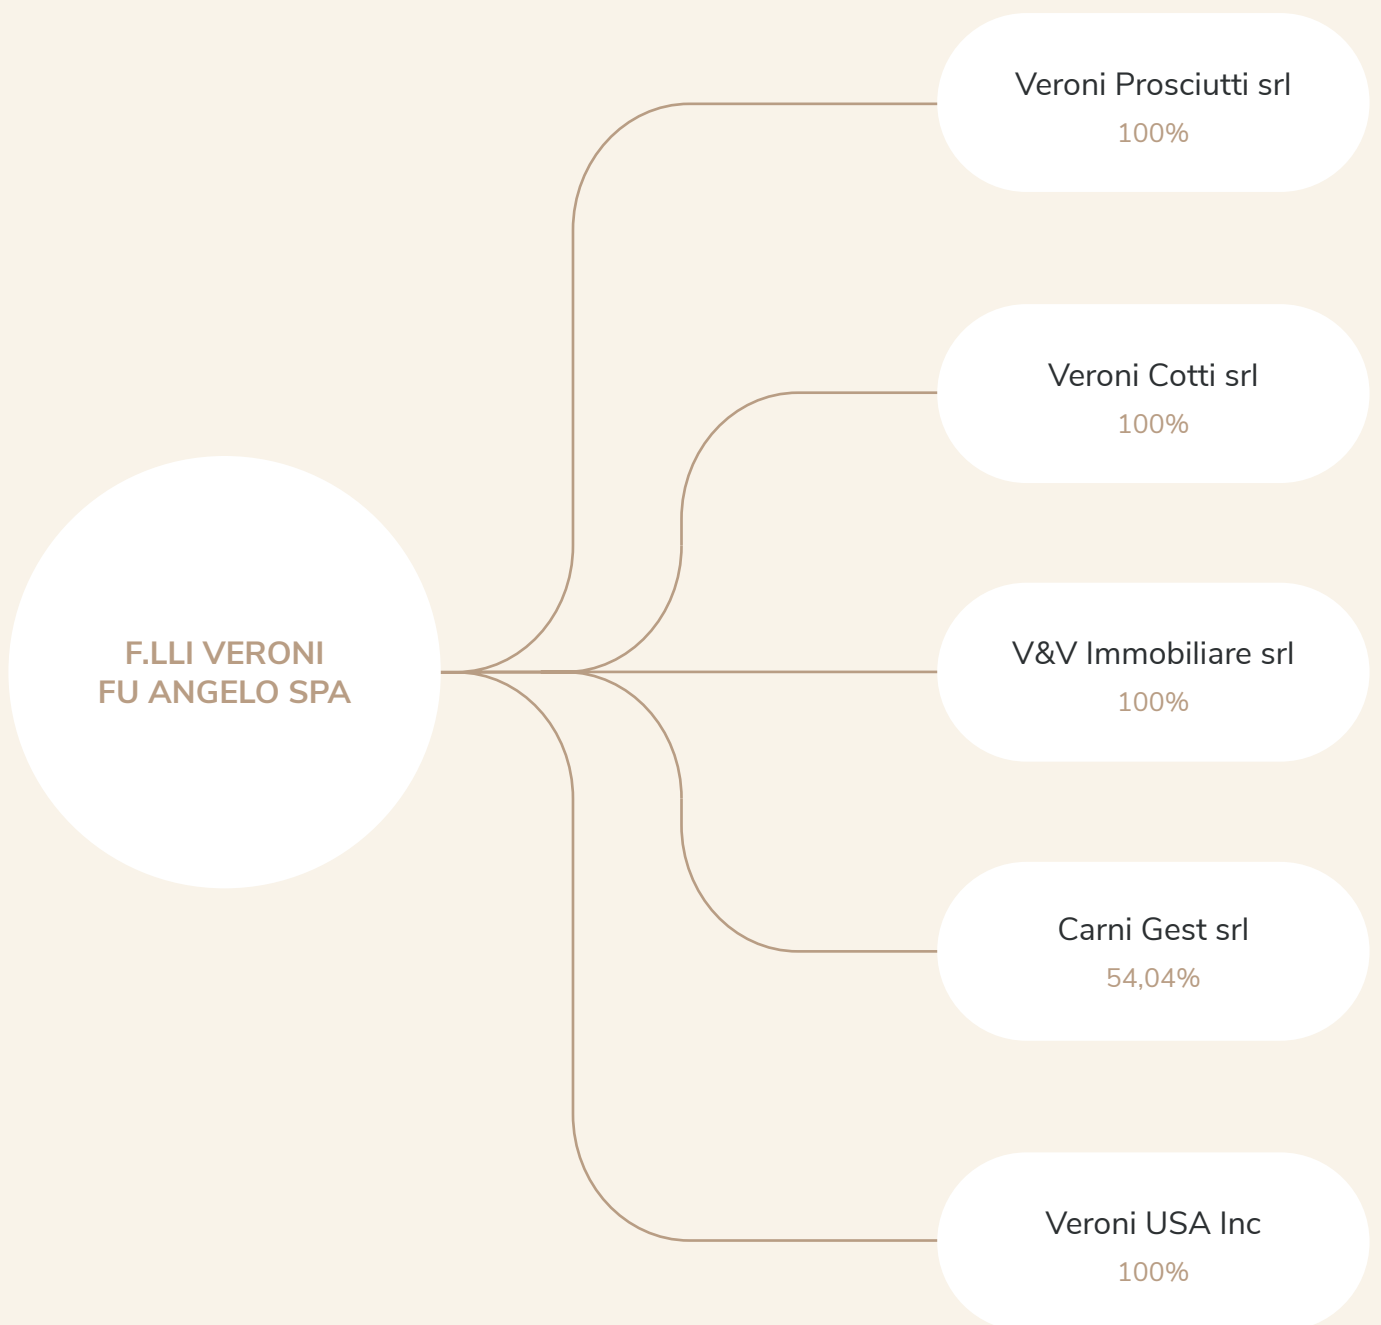 F.LLI VERONI
FU ANGELO SPA
Veroni Prosciutti srl
100%
Veroni Cotti srl
100%
V&V Immobiliare srl
100%
Carni Gest srl
54,04%
Veroni USA Inc
100%